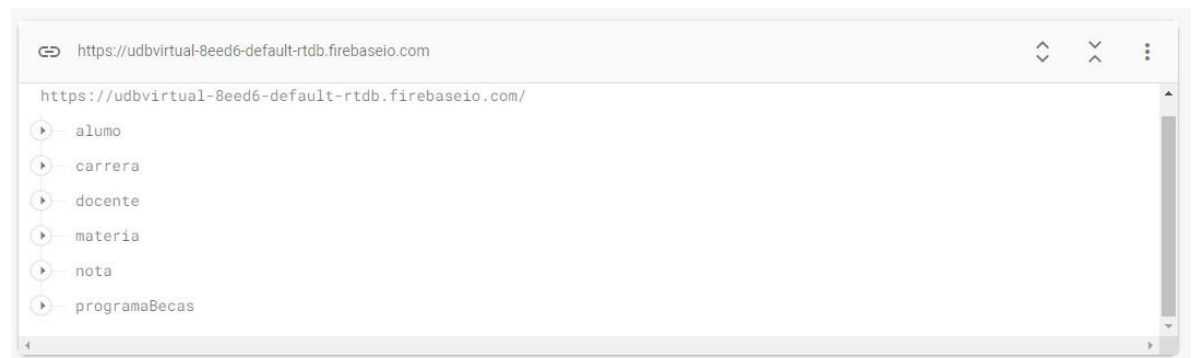 https://udbvirtual-8eed6-default-rtdb.firebaseio.com
https://udbvirtual-8eed6-default-rtdb.firebaseio.com/
alumo
carrera
docente
materia
nota
programaBecas